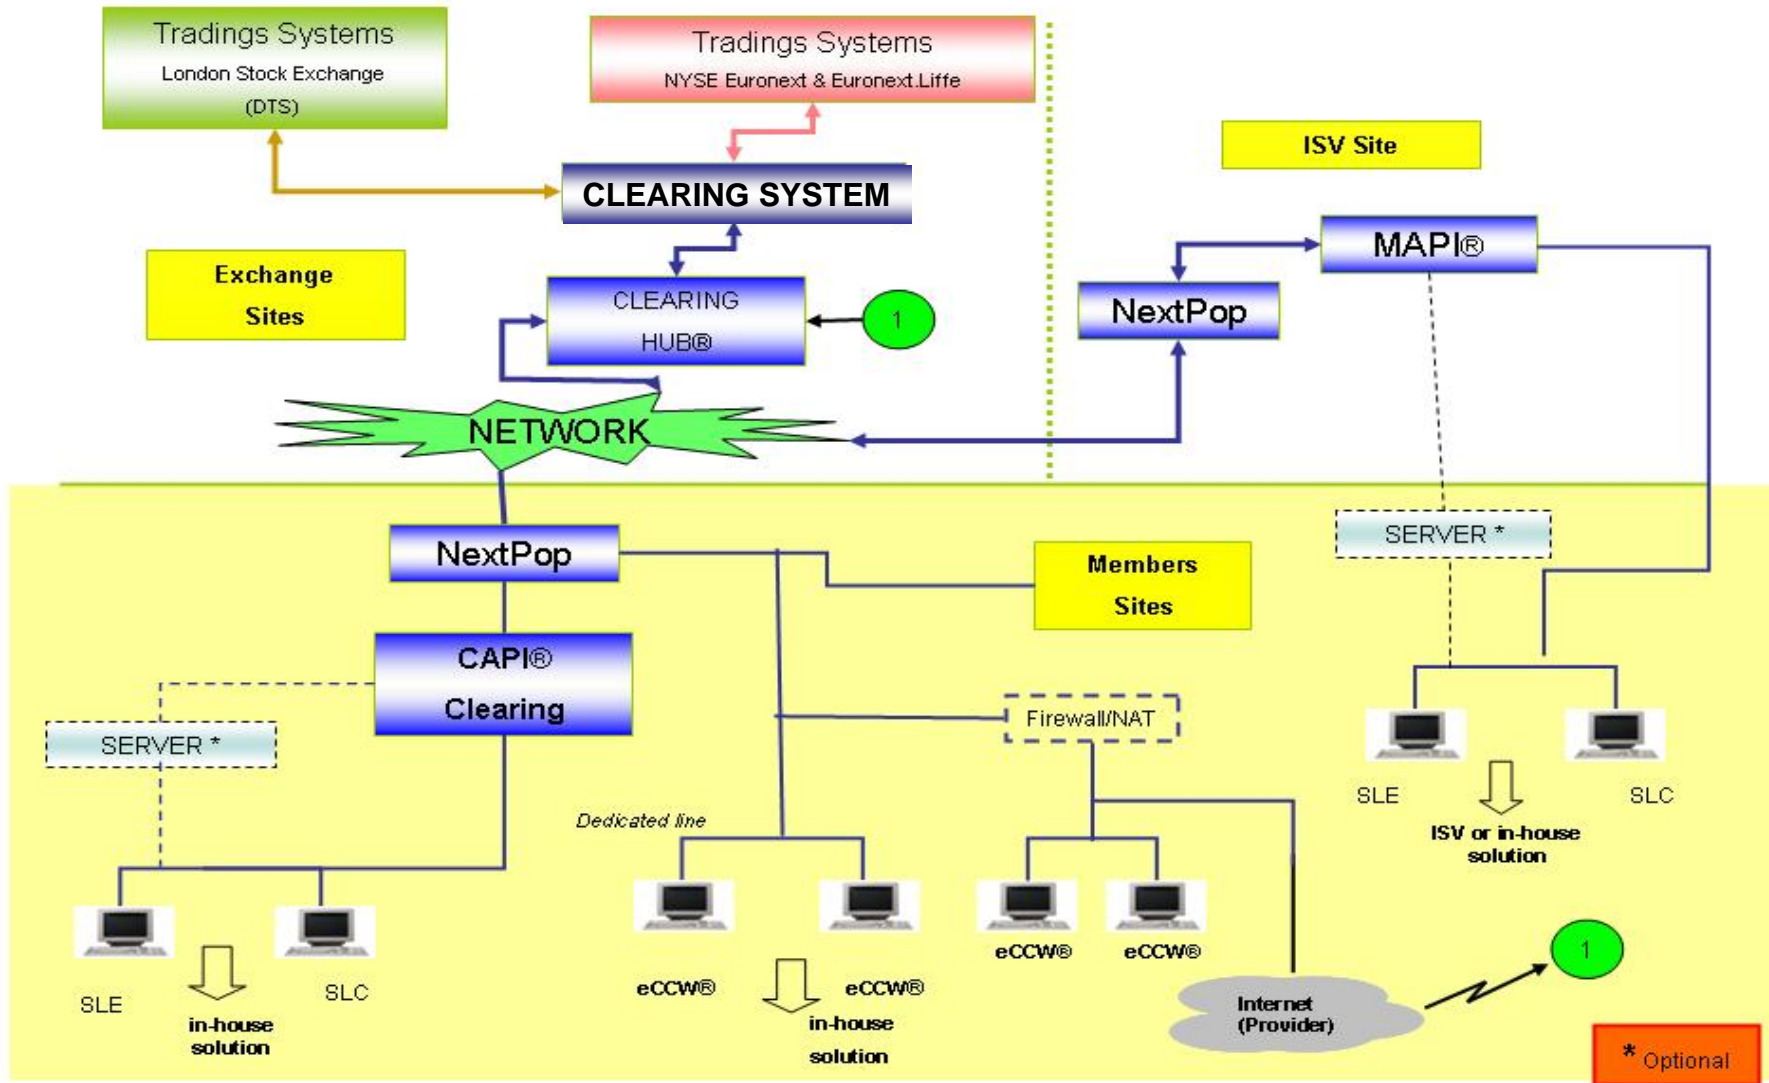 Tradings Systems
London Stock Exchange
(DTS)
Tradings Systems
NYSE Euronext & Euronext.Liffe
ISV Site
CLEARING SYSTEM
MAPI®
Exchange
Sites
CLEARING
HUB®
1
NextPop
NETWORK
NextPop
SERVER *
Members
Sites
CAPI®
Clearing
Firewall/NAT
SERVER *
SLE
SLC
Dedicated line
ISV or in-house
solution
eCCW®
eCCW®
1
SLE
SLC
eCCW®
eCCW®
Internet
(Provider)
in-house
solution
in-house
solution
* Optional